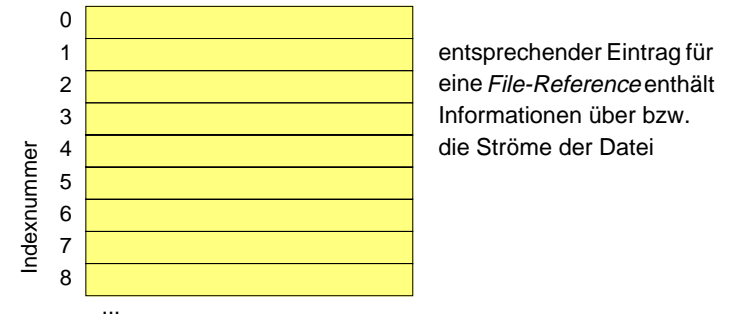 0
1
2
3
4
5
6
7
8
...
Indexnummer
entsprechender Eintrag für
eine File-Reference enthält
Informationen über bzw.
die Ströme der Datei